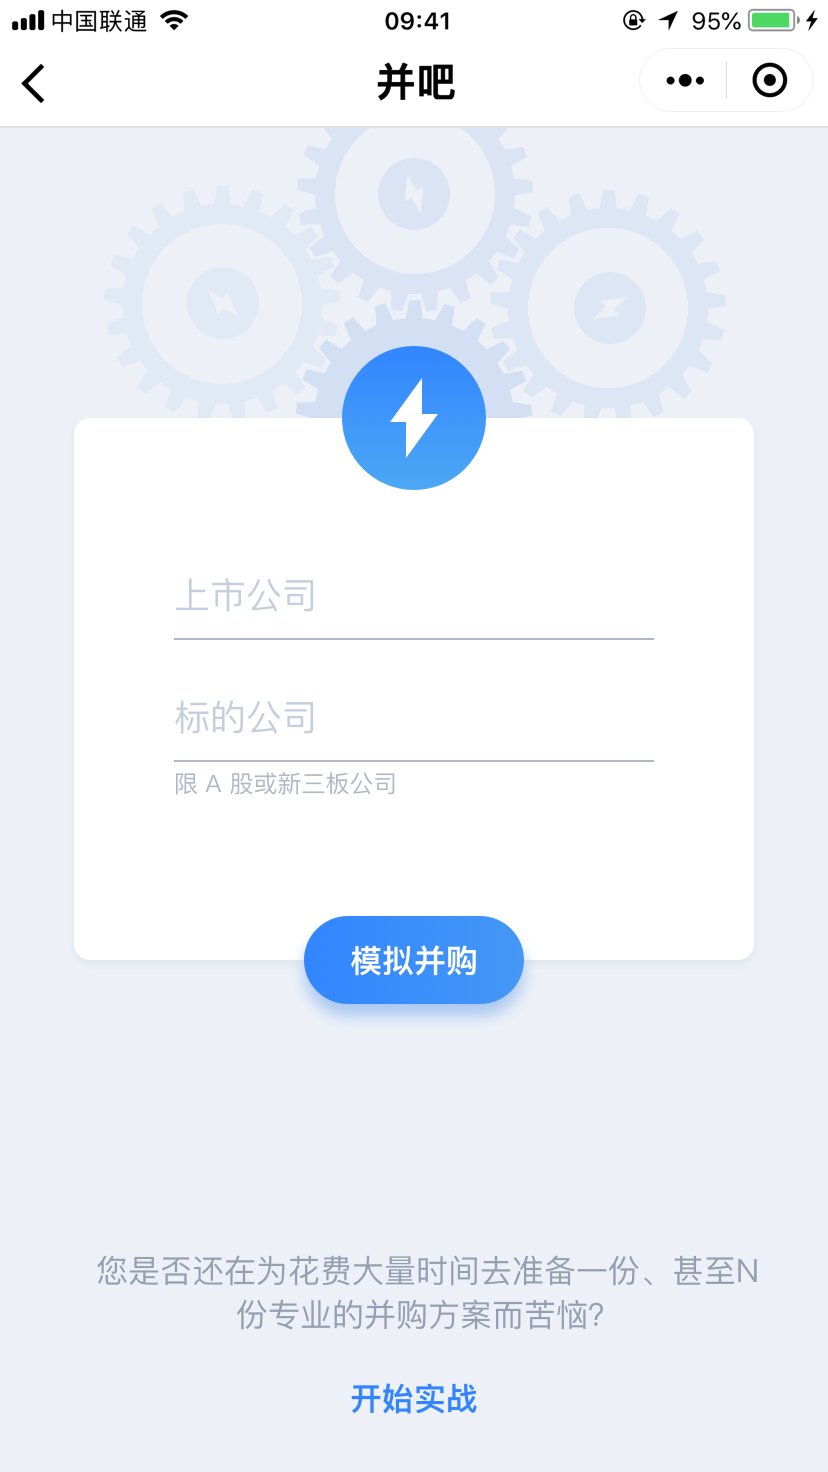 中国联通 09:41 95%
并吧
上市公司
标的公司
限 A 股或新三板公司
模拟并购
您是否还在为花费大量时间去准备一份、甚至N
份专业的并购方案而苦恼?
开始实战